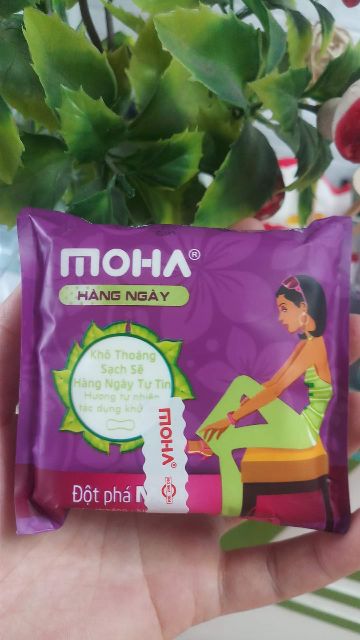 MOHA®
HÀNG NGÀY
Khô Thoáng
Sạch Sẽ
Hàng Ngày Tự Tin
Hương tự nhiên
tác dụng khử
MOHA®
Đột phá